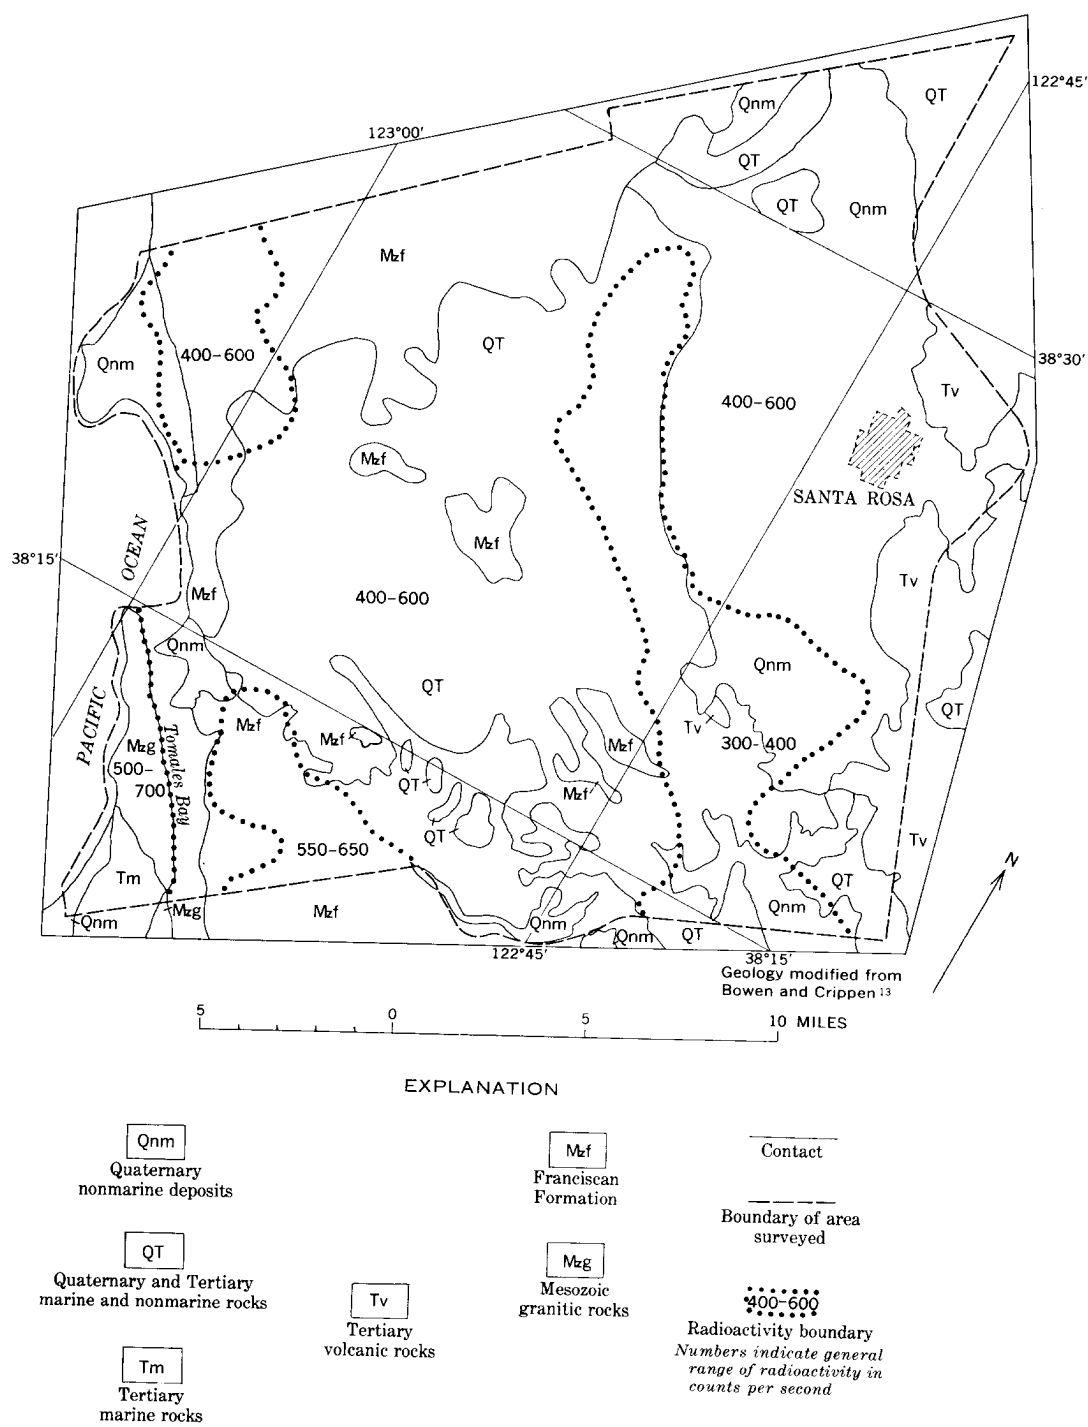 122°45′
QT
Qnm
123°00′
QT
QT
Qnm
Mzf
QT
400-600
Qnm
38°30′
Tv
400-600
Mzf
SANTA ROSA
Mzf
OCEAN
38°15′
Tv
Mzf
400-600
Qnm
Qnm
QT
QT
PACIFIC
Mzf
Tv
Mzf
Mzf
300-400
Mzg
500-
700
Tomales Bay
QT
Mzf
QT
Tv
550-650
Tm
QT
Mzg
Mzf
Qnm
Qnm
Qnm
Qnm
QT
N
122°45′
38°15′
Geology modified from
Bowen and Crippen 13
5 0 5 10 MILES
EXPLANATION
Qnm
Quaternary
nonmarine deposits
QT
Quaternary and Tertiary
marine and nonmarine rocks
Tm
Tertiary
marine rocks
Tv
Tertiary
volcanic rocks
Mzf
Franciscan
Formation
Mzg
Mesozoic
granitic rocks
Contact
Boundary of area
surveyed
400-600
Radioactivity boundary
Numbers indicate general
range of radioactivity in
counts per second